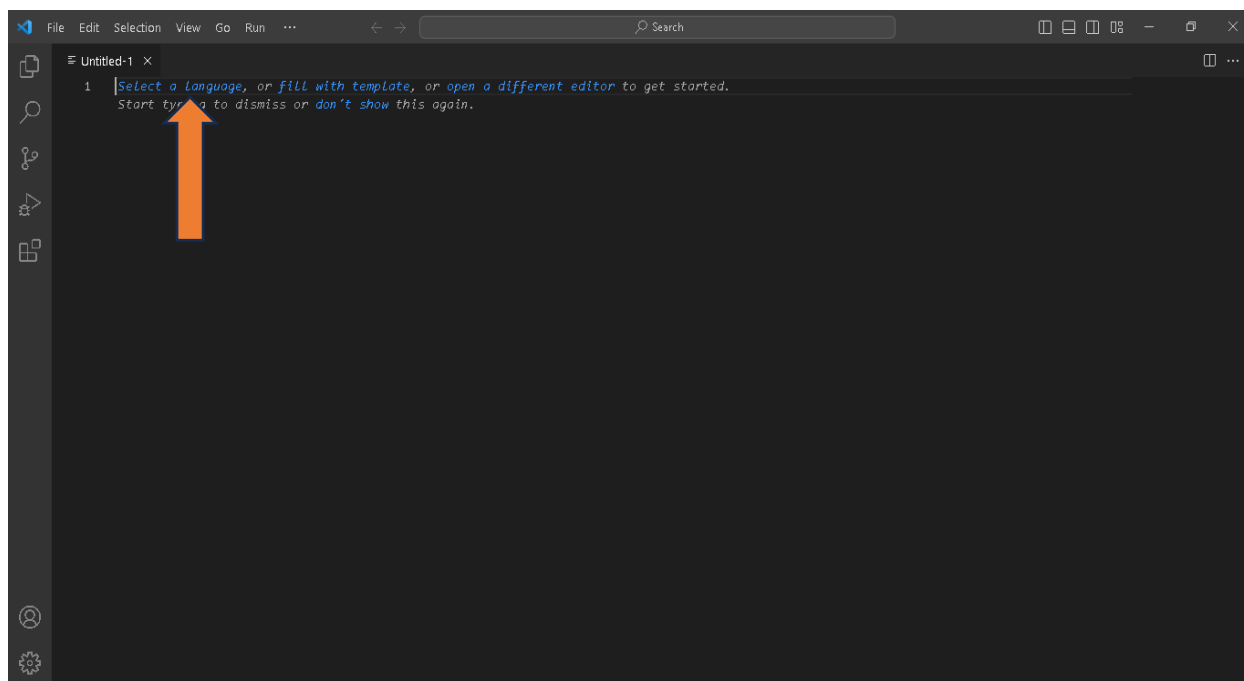 File Edit Selection View Go Run ··· Search
Untitled-1
1 Select a language, or fill with template, or open a different editor to get started.
Start to dismiss or don't show this again.